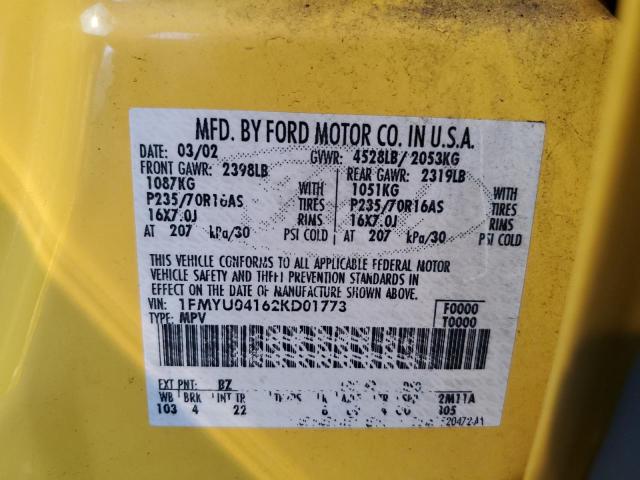 MFD. BY FORD MOTOR CO. IN U.S.A.
DATE: 03/02 GVWR: 4528LB/ 2053KG
FRONT GAWR: 2398LB REAR GAWR: 2319LB
1087KG WITH 1051KG WITH
P235/70R16AS TIRES P235/70R16AS TIRES
16X7.0J RIMS 16X7.0J RIMS
AT 207 kPa/30 PSI COLD AT 207 kPa/30 PSI COLD
THIS VEHICLE CONFORMS TO ALL APPLICABLE FEDERAL MOTOR
VEHICLE SAFETY AND THEFT PREVENTION STANDARDS IN
EFFECT ON THE DATE OF MANUFACTURE SHOWN ABOVE.
VIN: 1FMYU04162KD01773 F0000
TYPE: MPV T0000
EXT PNT: BZ
WB BRK INT TR 2M11A
103 4 22